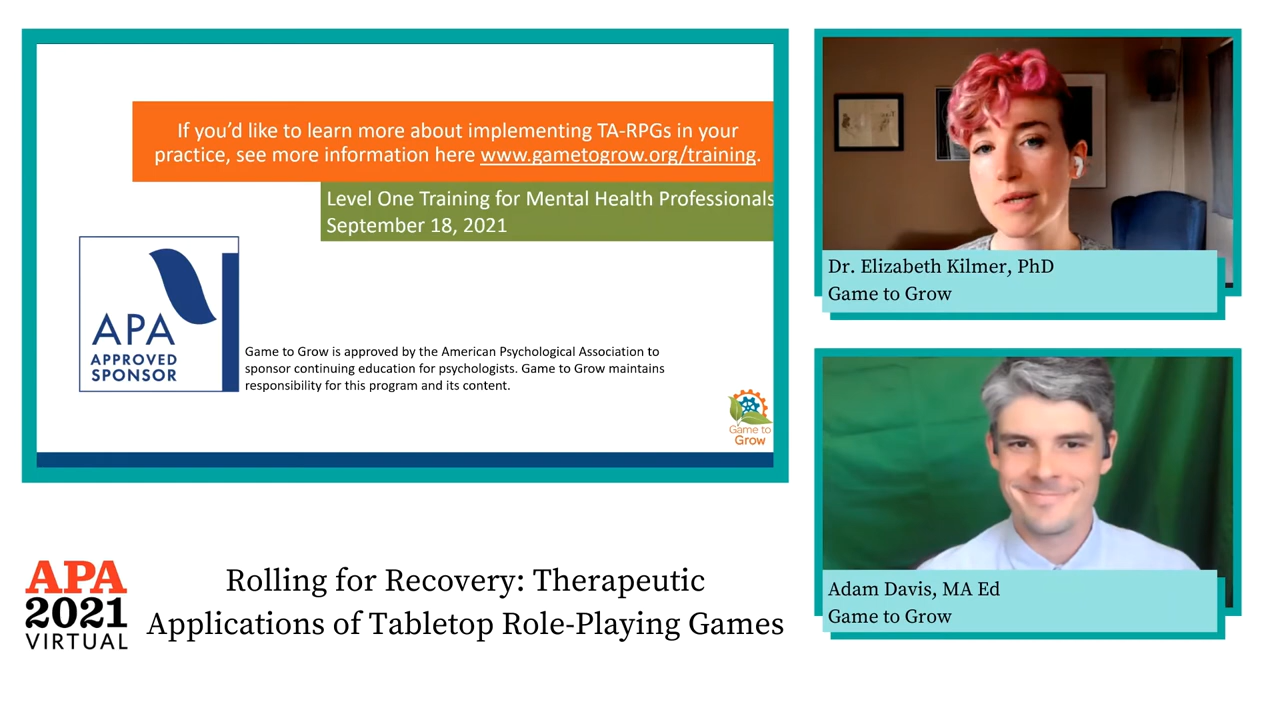 If you’d like to learn more about implementing TA-RPGs in your
practice, see more information here www.gametogrow.org/training.
Level One Training for Mental Health Professionals
September 18, 2021
APA
APPROVED
SPONSOR
Game to Grow is approved by the American Psychological Association to
sponsor continuing education for psychologists. Game to Grow maintains
responsibility for this program and its content.
Game to
Grow
Dr. Elizabeth Kilmer, PhD
Game to Grow
Adam Davis, MA Ed
Game to Grow
APA
2021
VIRTUAL
Rolling for Recovery: Therapeutic
Applications of Tabletop Role-Playing Games